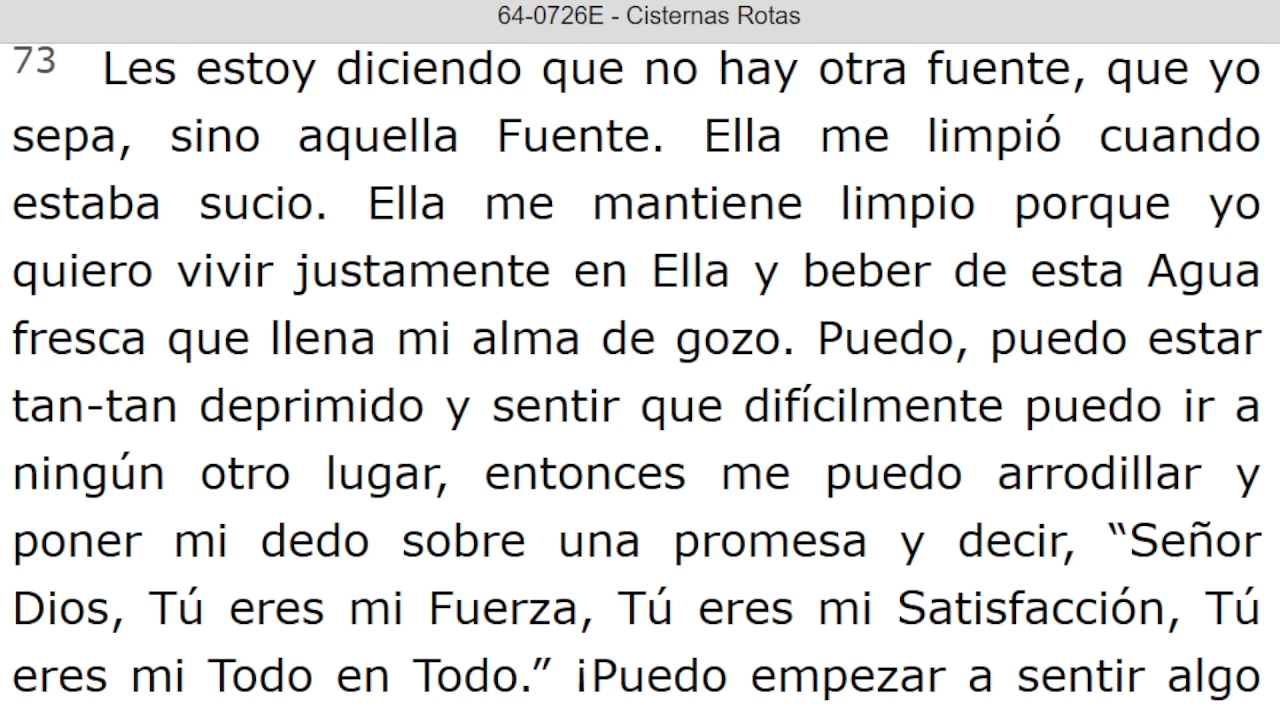 64-0726E - Cisternas Rotas
73 Les estoy diciendo que no hay otra fuente, que yo
sepa, sino aquella Fuente. Ella me limpió cuando
estaba sucio. Ella me mantiene limpio porque yo
quiero vivir justamente en Ella y beber de esta Agua
fresca que llena mi alma de gozo. Puedo, puedo estar
tan-tan deprimido y sentir que difícilmente puedo ir a
ningún otro lugar, entonces me puedo arrodillar y
poner mi dedo sobre una promesa y decir, “Señor
Dios, Tú eres mi Fuerza, Tú eres mi Satisfacción, Tú
eres mi Todo en Todo.” ¡Puedo empezar a sentir algo